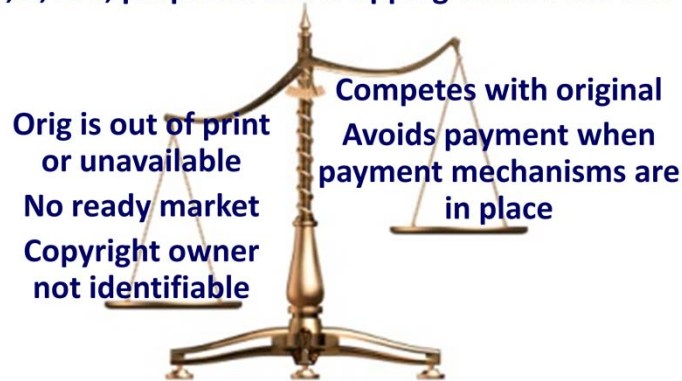 Orig is out of print
or unavailable
No ready market
Copyright owner
not identifiable
Competes with original
Avoids payment when
payment mechanisms are
in place